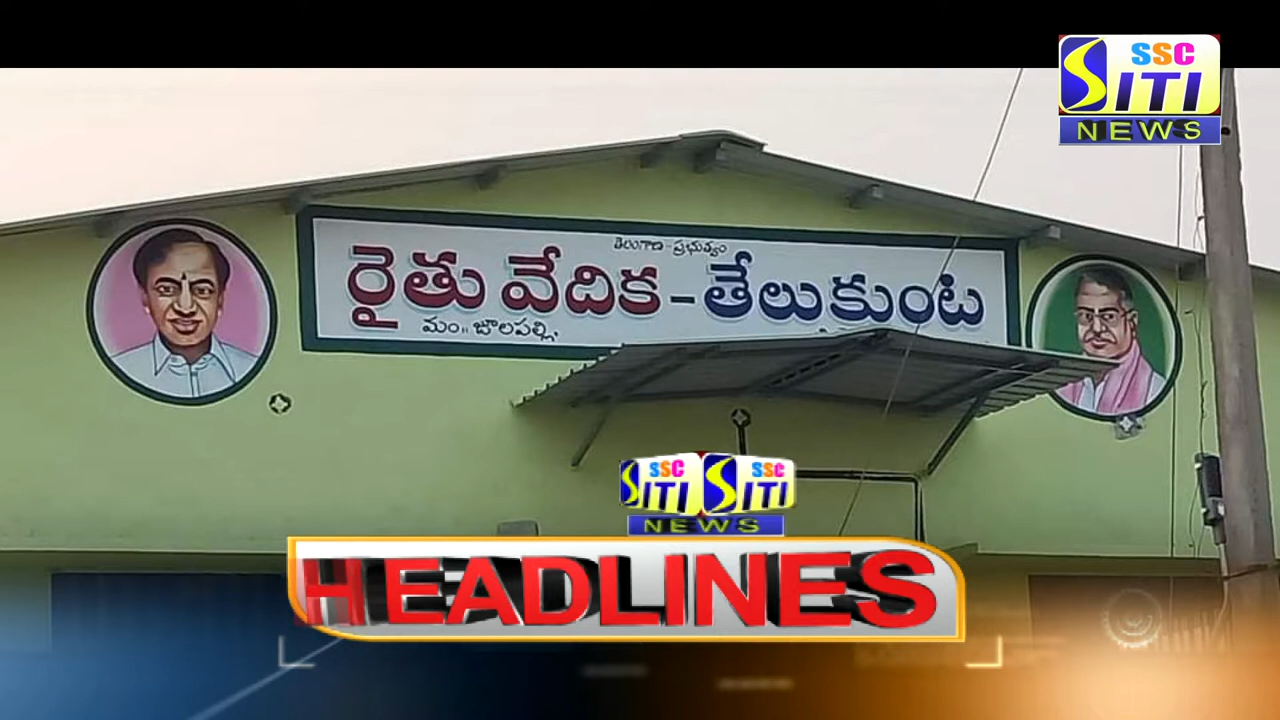 SSC
SITI
NEWS
తెలంగాణ - ప్రభుత్వం
రైతు వేదిక - తేలుకుంట
మం॥ జూలపల్లి,
SSC SSC
SITI SITI
NEWS
HEADLINES